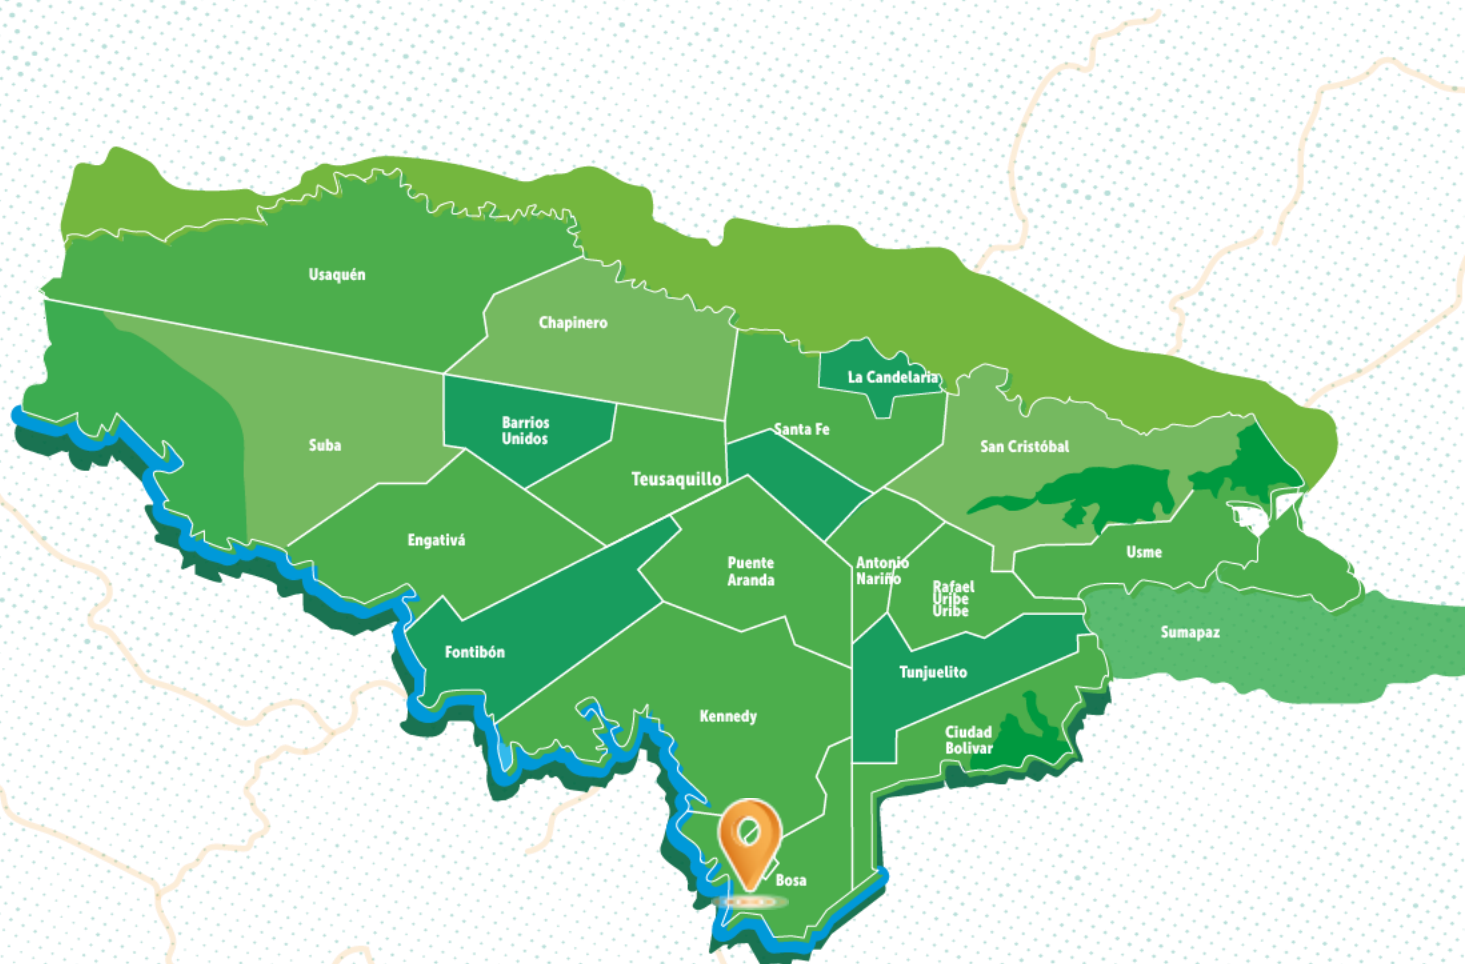 Usaquén
Chapinero
La Candelaria
Barrios
Unidos
Santa Fe
Suba
San Cristóbal
Teusaquillo
Engativá
Usme
Puente
Aranda
Antonio
Nariño
Rafael
Uribe
Uribe
Sumapaz
Fontibón
Tunjuelito
Kennedy
Ciudad
Bolivar
Bosa